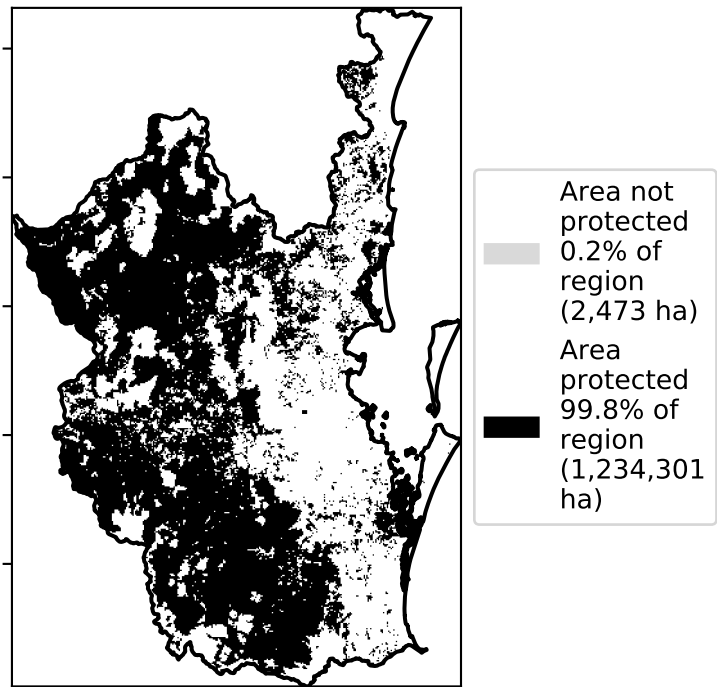 Area not
protected
0.2% of
region
(2,473 ha)
Area
protected
99.8% of
region
(1,234,301
ha)